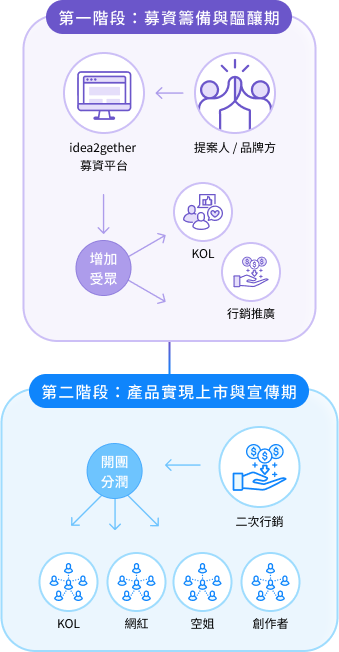 第一階段：募資籌備與醞釀期
idea2gether
募資平台
提案人 / 品牌方
增加
受眾
KOL
行銷推廣
第二階段：產品實現上市與宣傳期
開團
分潤
二次行銷
KOL
網紅
空姐
創作者